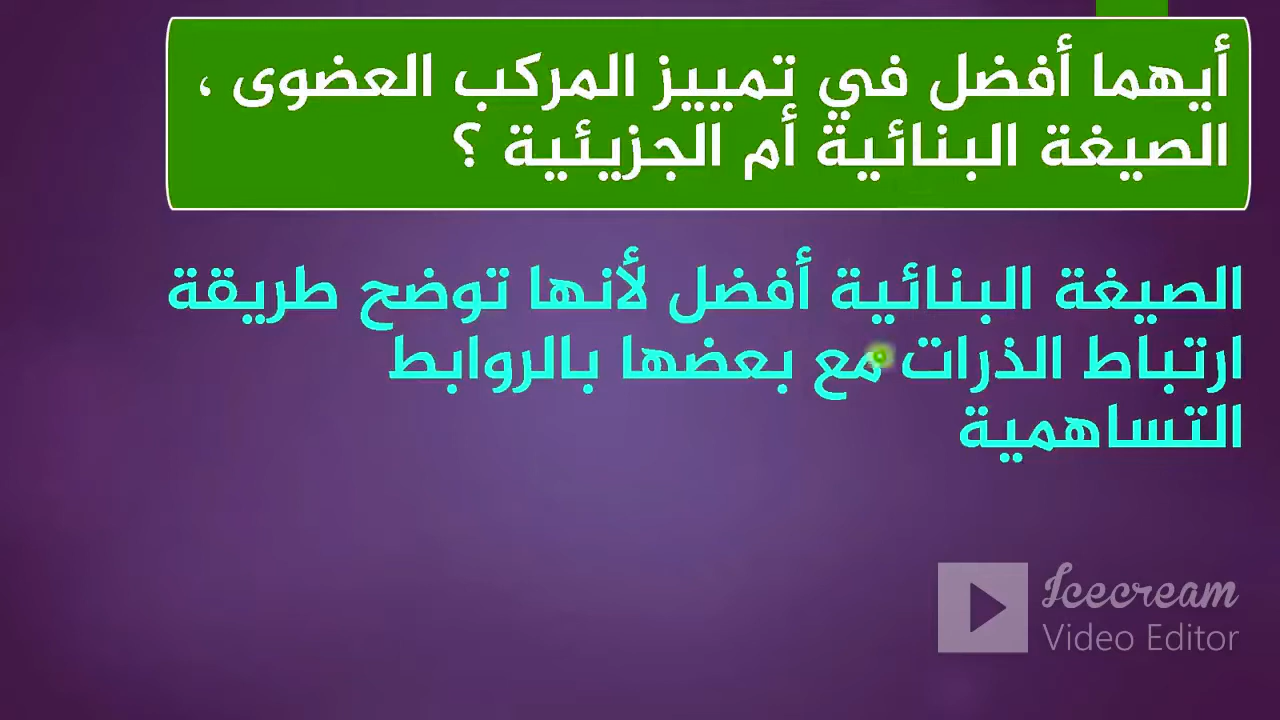 أيهما أفضل في تمييز المركب العضوى ،
الصيغة البنائية أم الجزيئية ؟
الصيغة البنائية أفضل لأنها توضح طريقة
ارتباط الذرات مع بعضها بالروابط
التساهمية
Icecream
Video Editor